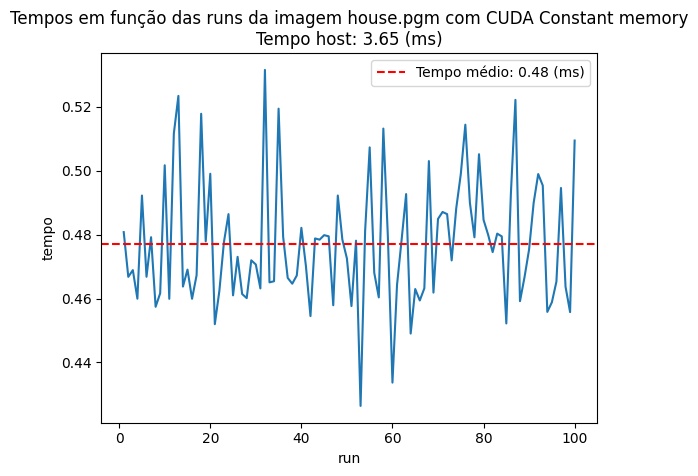 Tempos em função das runs da imagem house.pgm com CUDA Constant memory
Tempo host: 3.65 (ms)
Tempo médio: 0.48 (ms)
0.52
0.50
0.48
0.46
0.44
tempo
0
20
40
60
80
100
run